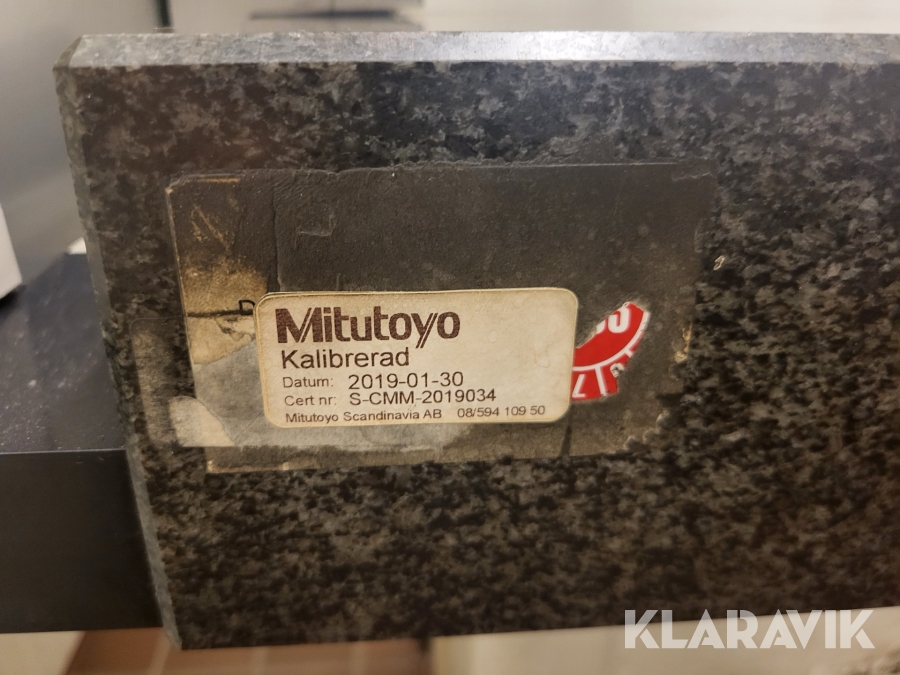 Mitutoyo
Kalibrerad
Datum: 2019-01-30
Cert nr: S-CMM-2019034
Mitutoyo Scandinavia AB 08/594 109 50
KLARAVIK